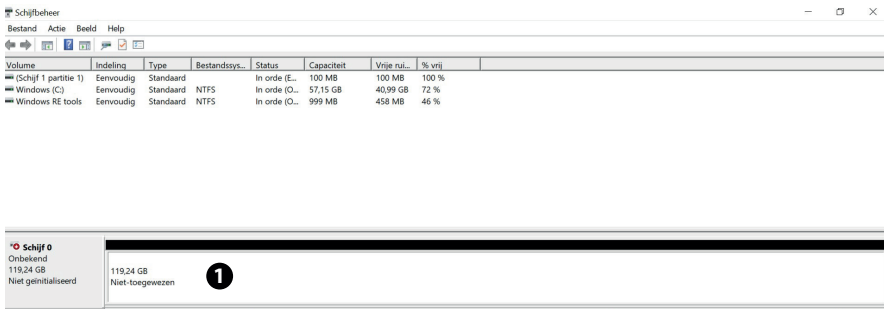 Schijfbeheer
Bestand Actie Beeld Help
Volume Indeling Type Bestandssys... Status Capaciteit Vrije rui... % vrij
(Schijf 1 partitie 1) Eenvoudig Standaard In orde (E... 100 MB 100 MB 100 %
Windows (C:) Eenvoudig Standaard NTFS In orde (O... 57,15 GB 40,99 GB 72 %
Windows RE tools Eenvoudig Standaard NTFS In orde (O... 999 MB 458 MB 46 %
Schijf 0
Onbekend
119,24 GB
Niet geïnitialiseerd
119,24 GB
Niet-toegewezen
1